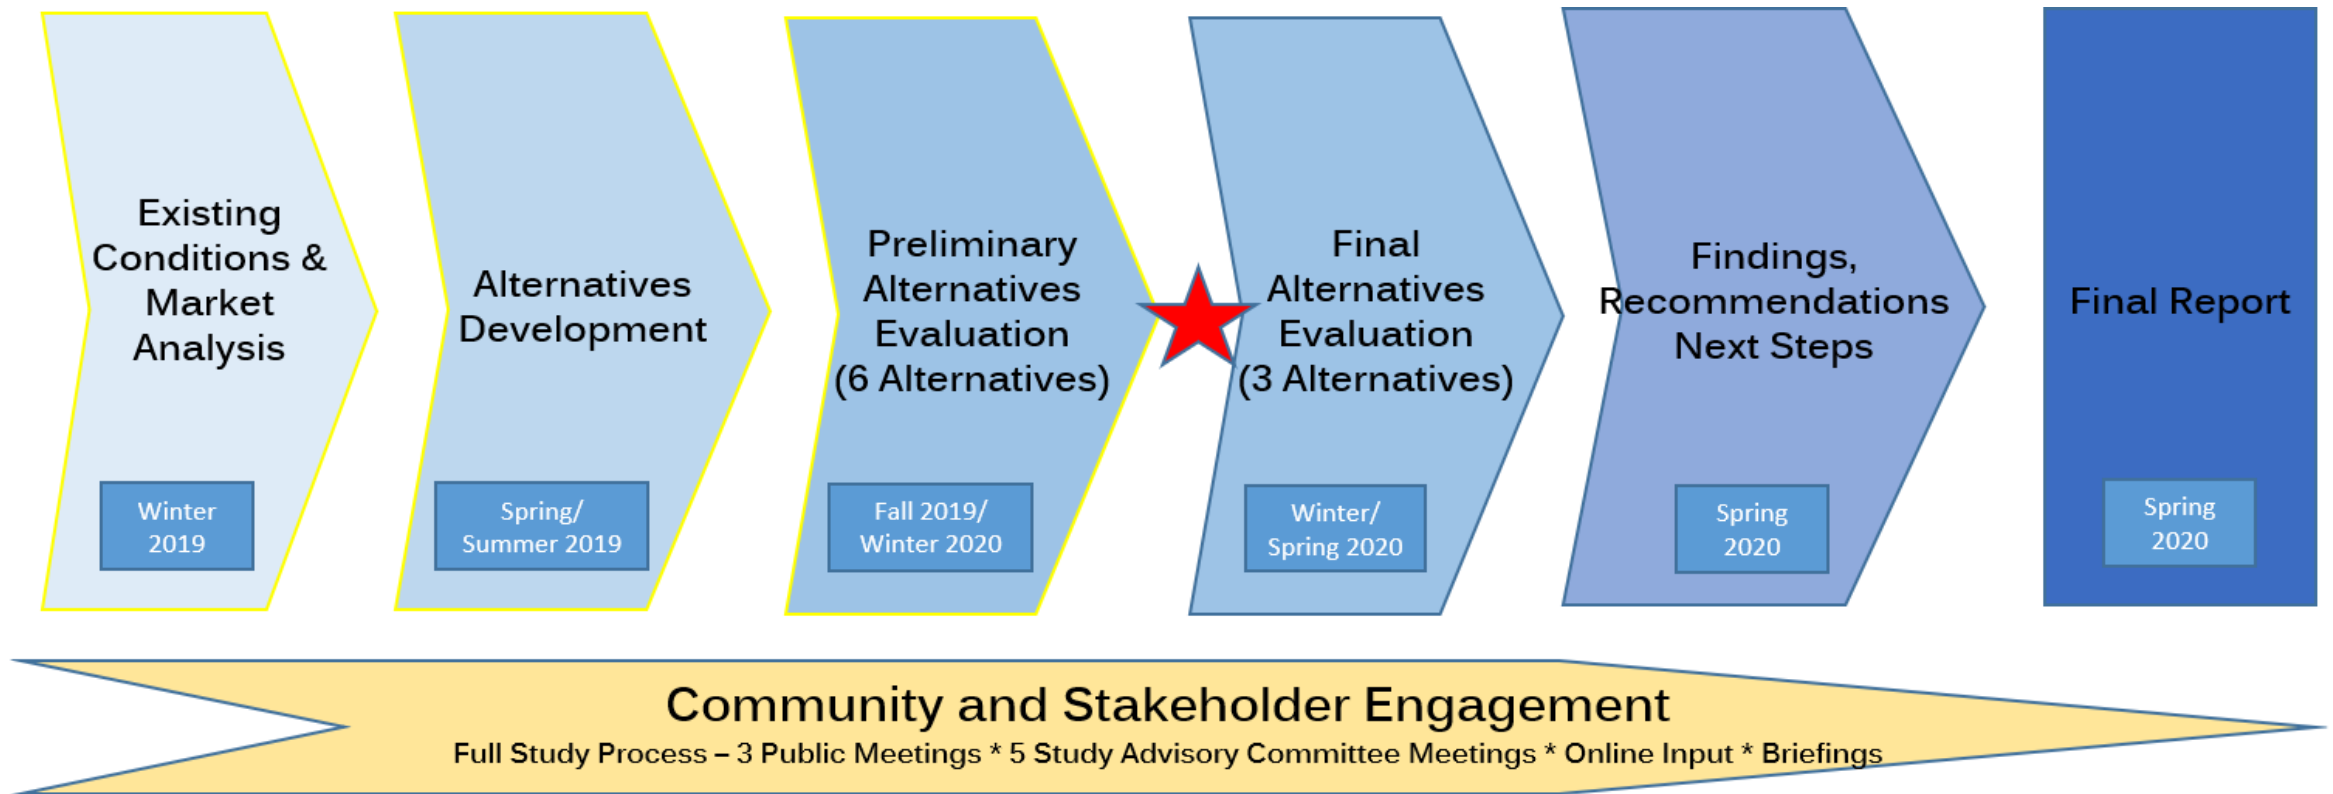 Existing
Conditions &
Market
Analysis
Winter
2019
Alternatives
Development
Spring/
Summer 2019
Preliminary
Alternatives
Evaluation
(6 Alternatives)
Fall 2019/
Winter 2020
Final
Alternatives
Evaluation
(3 Alternatives)
Winter/
Spring 2020
Findings,
Recommendations
Next Steps
Spring
2020
Final Report
Spring
2020
Community and Stakeholder Engagement
Full Study Process – 3 Public Meetings * 5 Study Advisory Committee Meetings * Online Input * Briefings